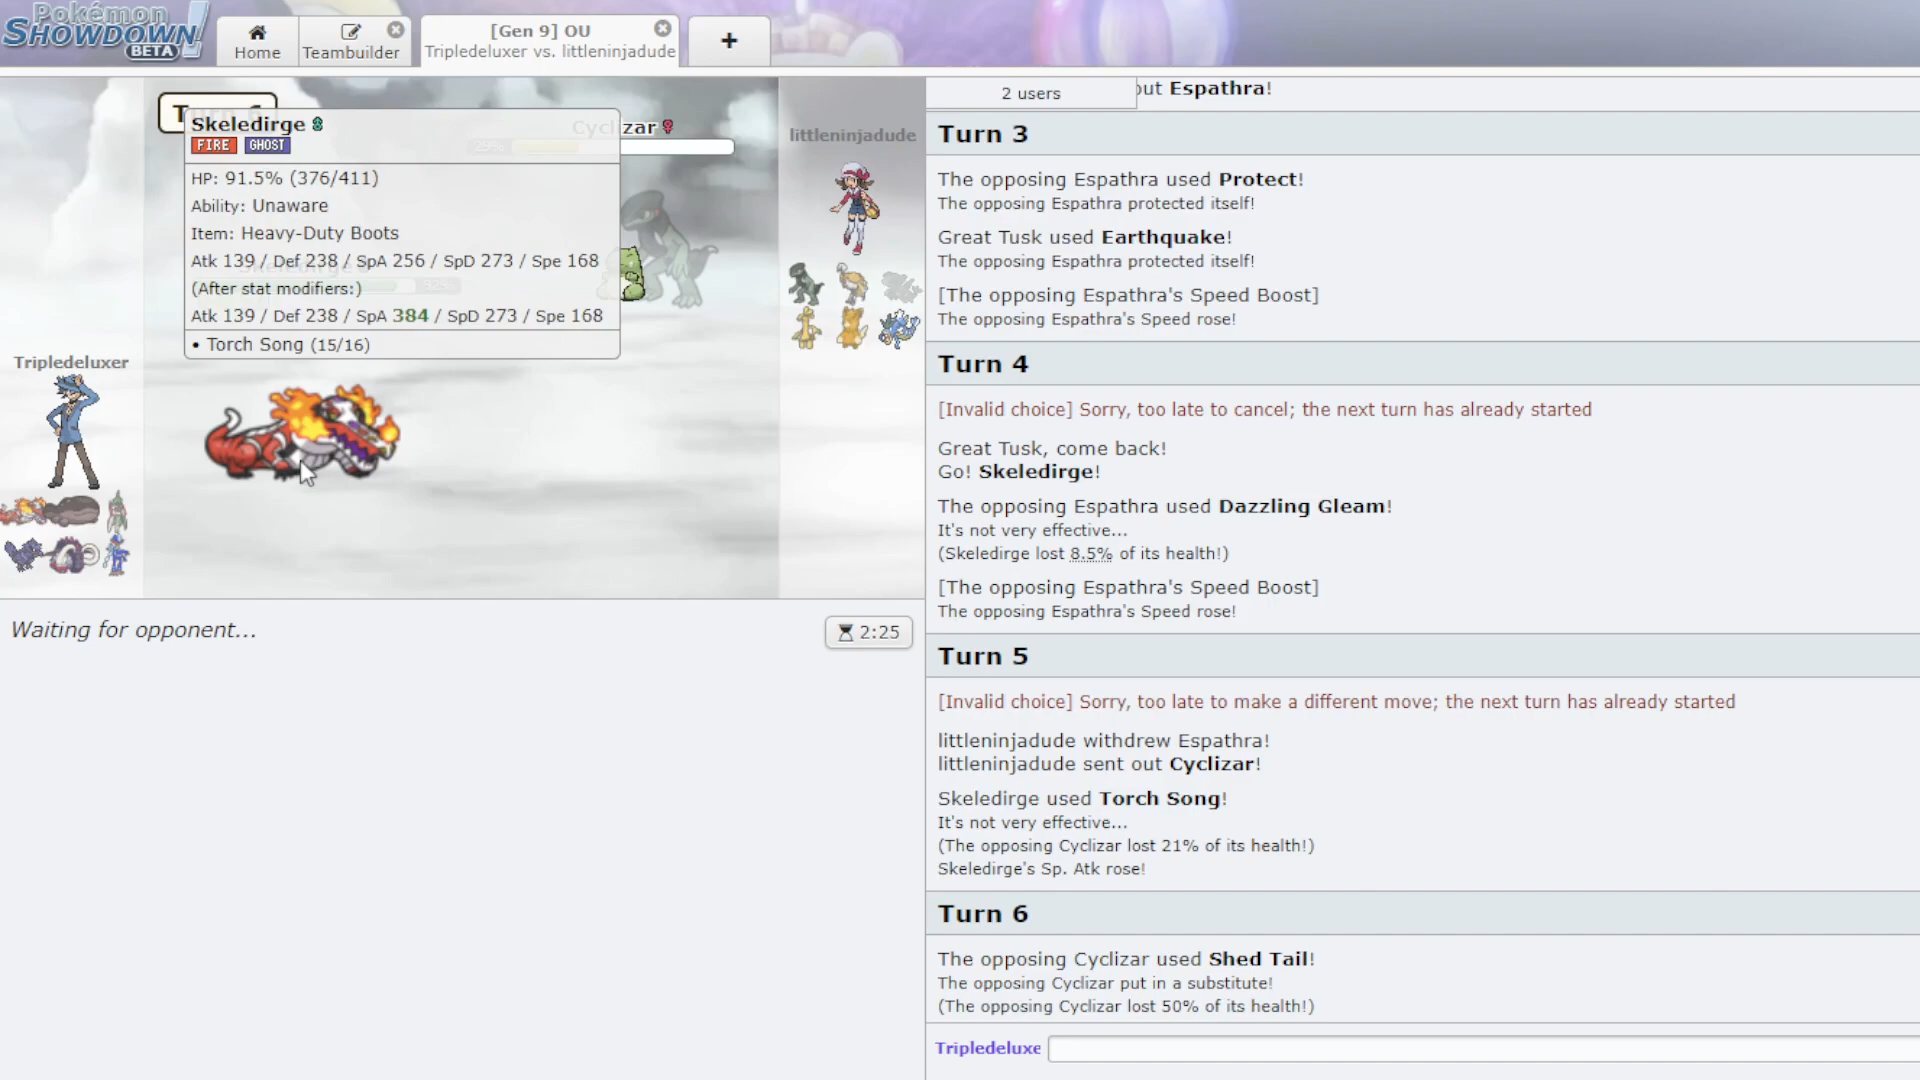 Pokémon
SHOWDOWN!
BETA
Home
Teambuilder
[Gen 9] OU
Tripledeluxer vs. littleninjadude
+
Skeledirge
FIRE GHOST
HP: 91.5% (376/411)
Ability: Unaware
Item: Heavy-Duty Boots
Atk 139 / Def 238 / SpA 256 / SpD 273 / Spe 168
(After stat modifiers:)
Atk 139 / Def 238 / SpA 384 / SpD 273 / Spe 168
• Torch Song (15/16)
Cyclizar
29%
92%
littleninjadude
Tripledeluxer
Waiting for opponent...
2:25
2 users
out Espathra!
Turn 3
The opposing Espathra used Protect!
The opposing Espathra protected itself!
Great Tusk used Earthquake!
The opposing Espathra protected itself!
[The opposing Espathra's Speed Boost]
The opposing Espathra's Speed rose!
Turn 4
[Invalid choice] Sorry, too late to cancel; the next turn has already started
Great Tusk, come back!
Go! Skeledirge!
The opposing Espathra used Dazzling Gleam!
It's not very effective...
(Skeledirge lost 8.5% of its health!)
[The opposing Espathra's Speed Boost]
The opposing Espathra's Speed rose!
Turn 5
[Invalid choice] Sorry, too late to make a different move; the next turn has already started
littleninjadude withdrew Espathra!
littleninjadude sent out Cyclizar!
Skeledirge used Torch Song!
It's not very effective...
(The opposing Cyclizar lost 21% of its health!)
Skeledirge's Sp. Atk rose!
Turn 6
The opposing Cyclizar used Shed Tail!
The opposing Cyclizar put in a substitute!
(The opposing Cyclizar lost 50% of its health!)
Tripledeluxe